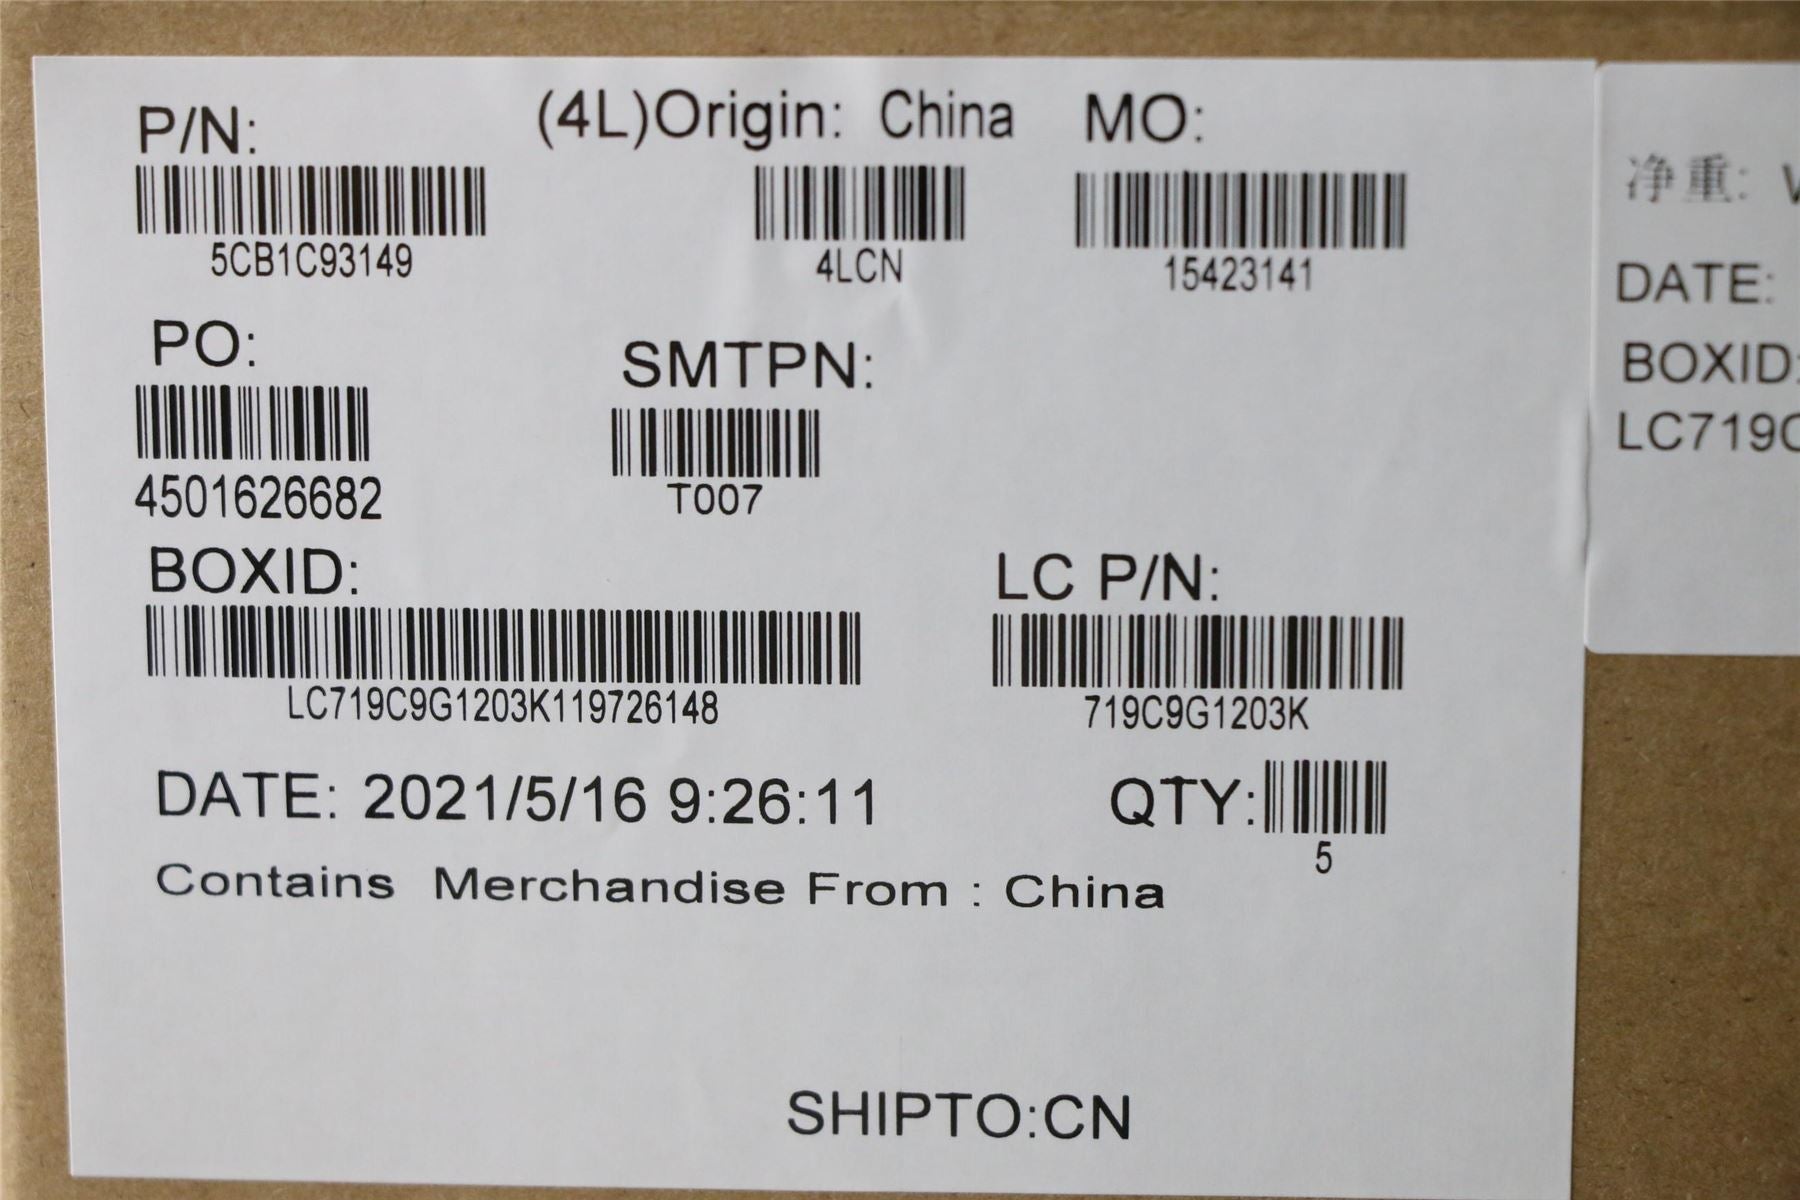 P/N:
(4L)Origin: China
MO:
5CB1C93149
4LCN
15423141
PO:
SMTPN:
4501626682
T007
BOXID:
LC P/N:
LC719C9G1203K119726148
719C9G1203K
DATE: 2021/5/16 9:26:11
QTY:
5
Contains Merchandise From : China
SHIPTO:CN
净重:
DATE:
BOXID:
LC719C